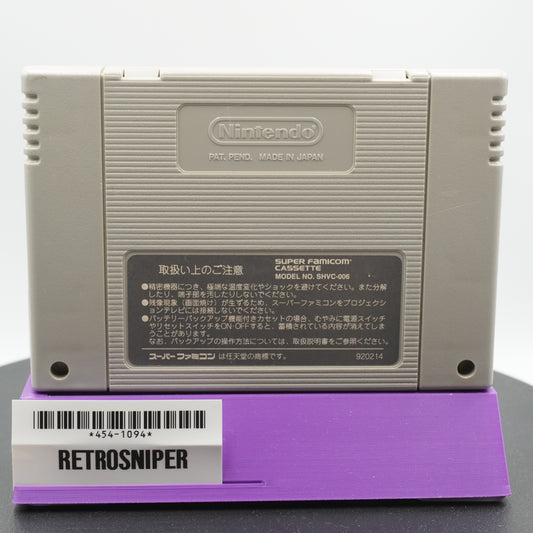 Nintendo
PAT. PEND. MADE IN JAPAN
取扱い上のご注意
SUPER FAMICOM
CASSETTE
MODEL NO. SHVC-006
●精密機器につき、極端な温度変化やショックを避けてください。また分解
したり、端子部を汚したりしないでください。
●残像現象（画面焼け）が生ずるため、スーパーファミコンをプロジェクシ
ョンテレビには接続しないでください。
●バッテリーバックアップ機能付きカセットの場合、むやみに電源スイッチ
やリセットスイッチをON-OFFすると、蓄積されている内容が消えてしま
うことがあります。
なお、バックアップの操作方法については、取扱説明書をご参照ください。
スーパーファミコン は任天堂の商標です。
920214
*454-1094*
RETROSNIPER